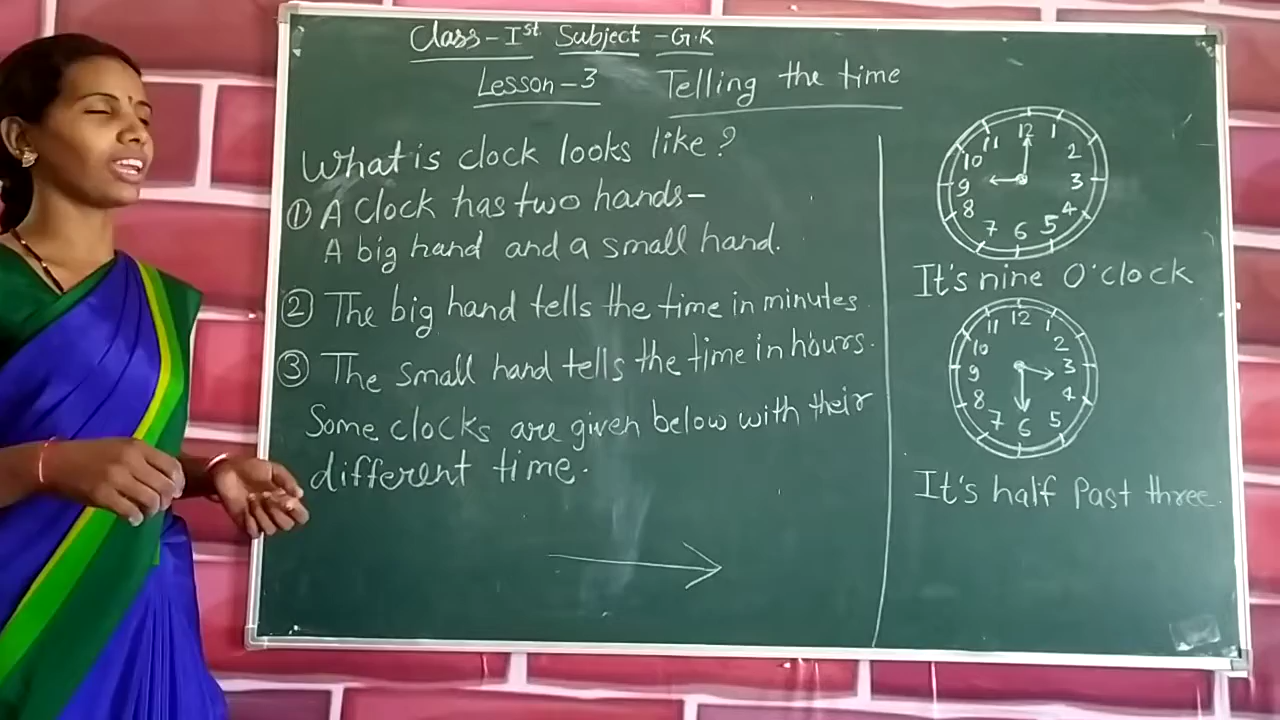 Class - Ist Subject - G.K
Lesson-3 Telling the time
What is clock looks like?
① A clock has two hands-
A big hand and a small hand.
② The big hand tells the time in minutes
③ The small hand tells the time in hours.
Some clocks are given below with their
different time.
12 1 2 3 4 5 6 7 8 9 10 11
It's nine O'clock
12 1 2 3 4 5 6 7 8 9 10 11
It's half Past three.